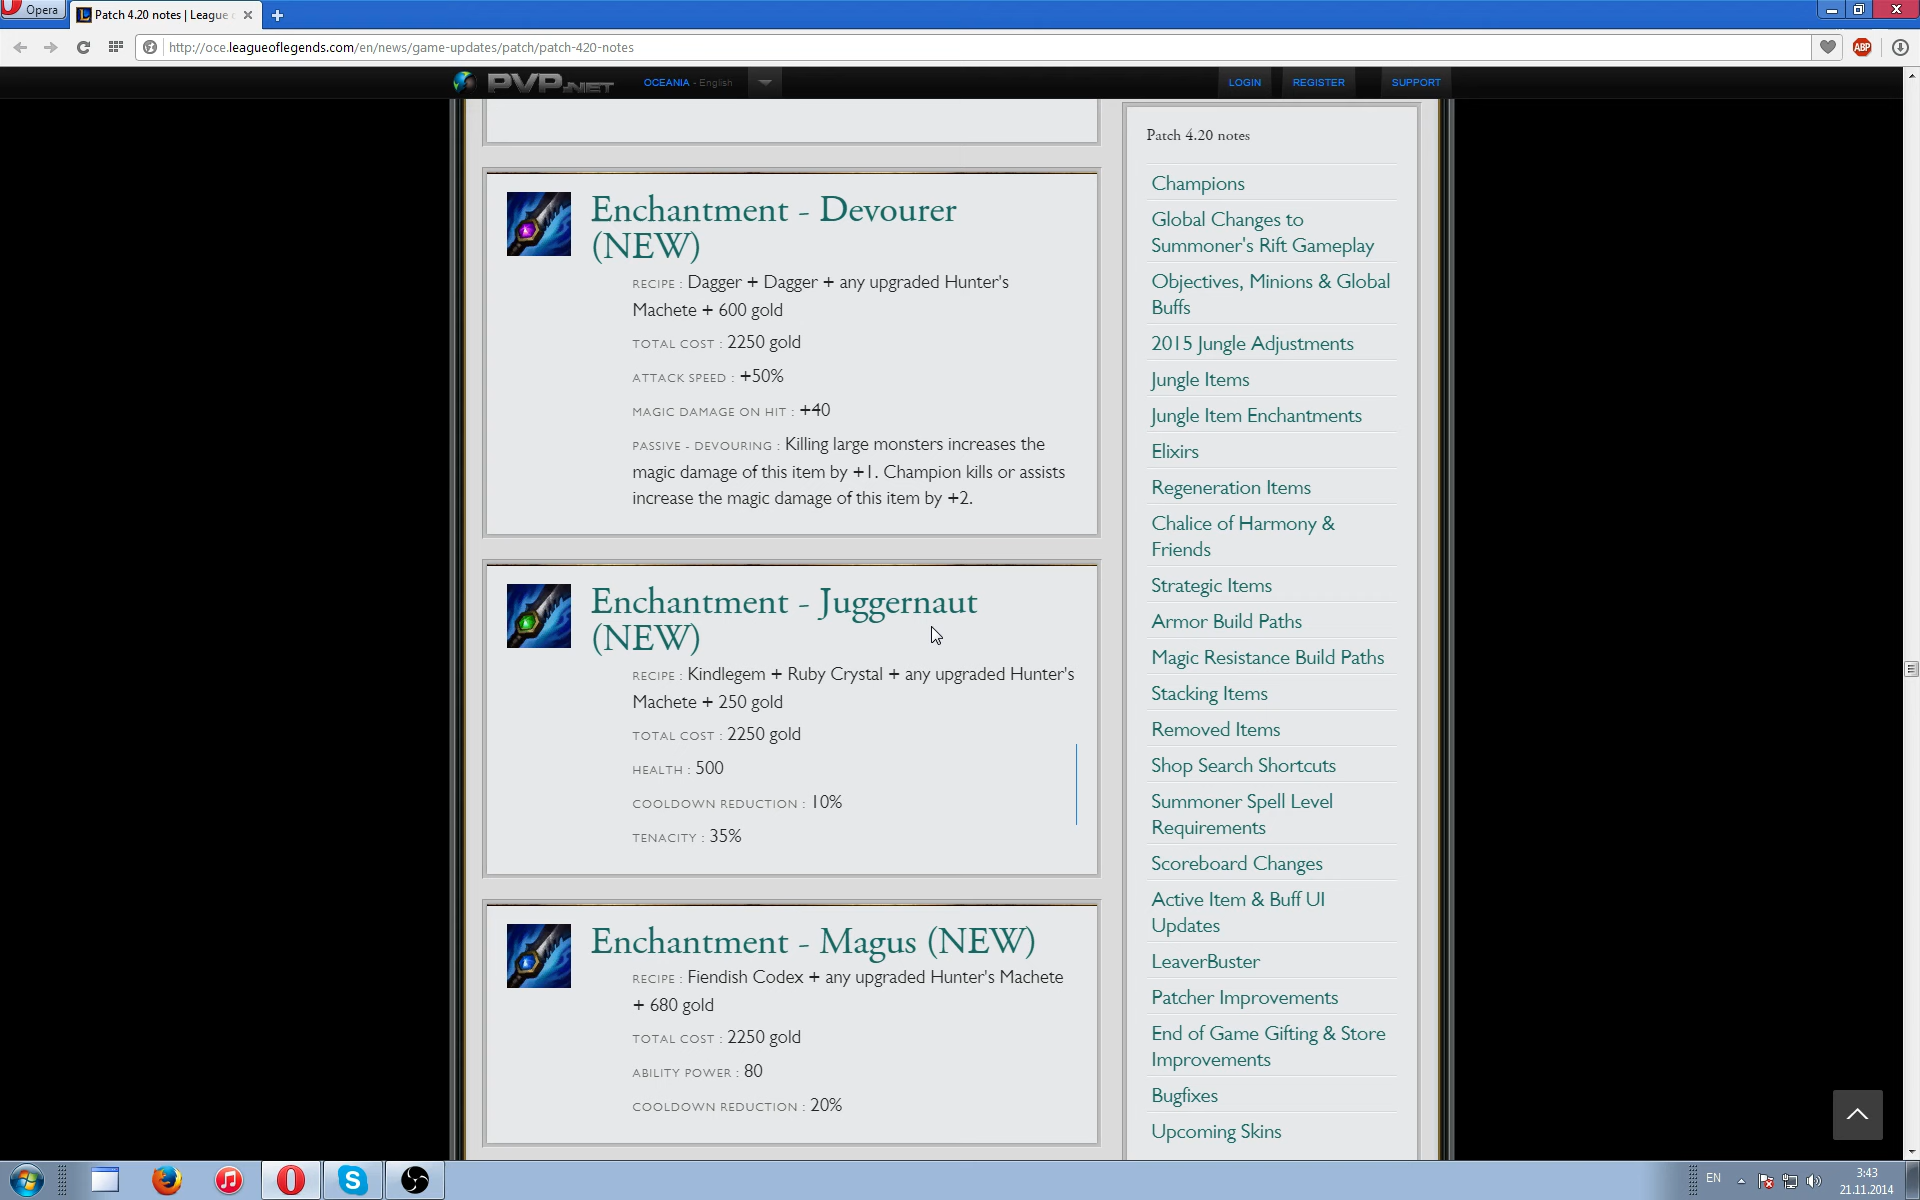 Opera
Patch 4.20 notes | League o
http://oce.leagueoflegends.com/en/news/game-updates/patch/patch-420-notes
ABP
PVP.NET
OCEANIA - English
LOGIN
REGISTER
SUPPORT
Enchantment - Devourer
(NEW)
RECIPE : Dagger + Dagger + any upgraded Hunter's
Machete + 600 gold
TOTAL COST : 2250 gold
ATTACK SPEED : +50%
MAGIC DAMAGE ON HIT : +40
PASSIVE - DEVOURING : Killing large monsters increases the
magic damage of this item by +1. Champion kills or assists
increase the magic damage of this item by +2.
Enchantment - Juggernaut
(NEW)
RECIPE : Kindlegem + Ruby Crystal + any upgraded Hunter's
Machete + 250 gold
TOTAL COST : 2250 gold
HEALTH : 500
COOLDOWN REDUCTION : 10%
TENACITY : 35%
Enchantment - Magus (NEW)
RECIPE : Fiendish Codex + any upgraded Hunter's Machete
+ 680 gold
TOTAL COST : 2250 gold
ABILITY POWER : 80
COOLDOWN REDUCTION : 20%
Patch 4.20 notes
Champions
Global Changes to
Summoner's Rift Gameplay
Objectives, Minions & Global
Buffs
2015 Jungle Adjustments
Jungle Items
Jungle Item Enchantments
Elixirs
Regeneration Items
Chalice of Harmony &
Friends
Strategic Items
Armor Build Paths
Magic Resistance Build Paths
Stacking Items
Removed Items
Shop Search Shortcuts
Summoner Spell Level
Requirements
Scoreboard Changes
Active Item & Buff UI
Updates
LeaverBuster
Patcher Improvements
End of Game Gifting & Store
Improvements
Bugfixes
Upcoming Skins
EN
3:43
21.11.2014